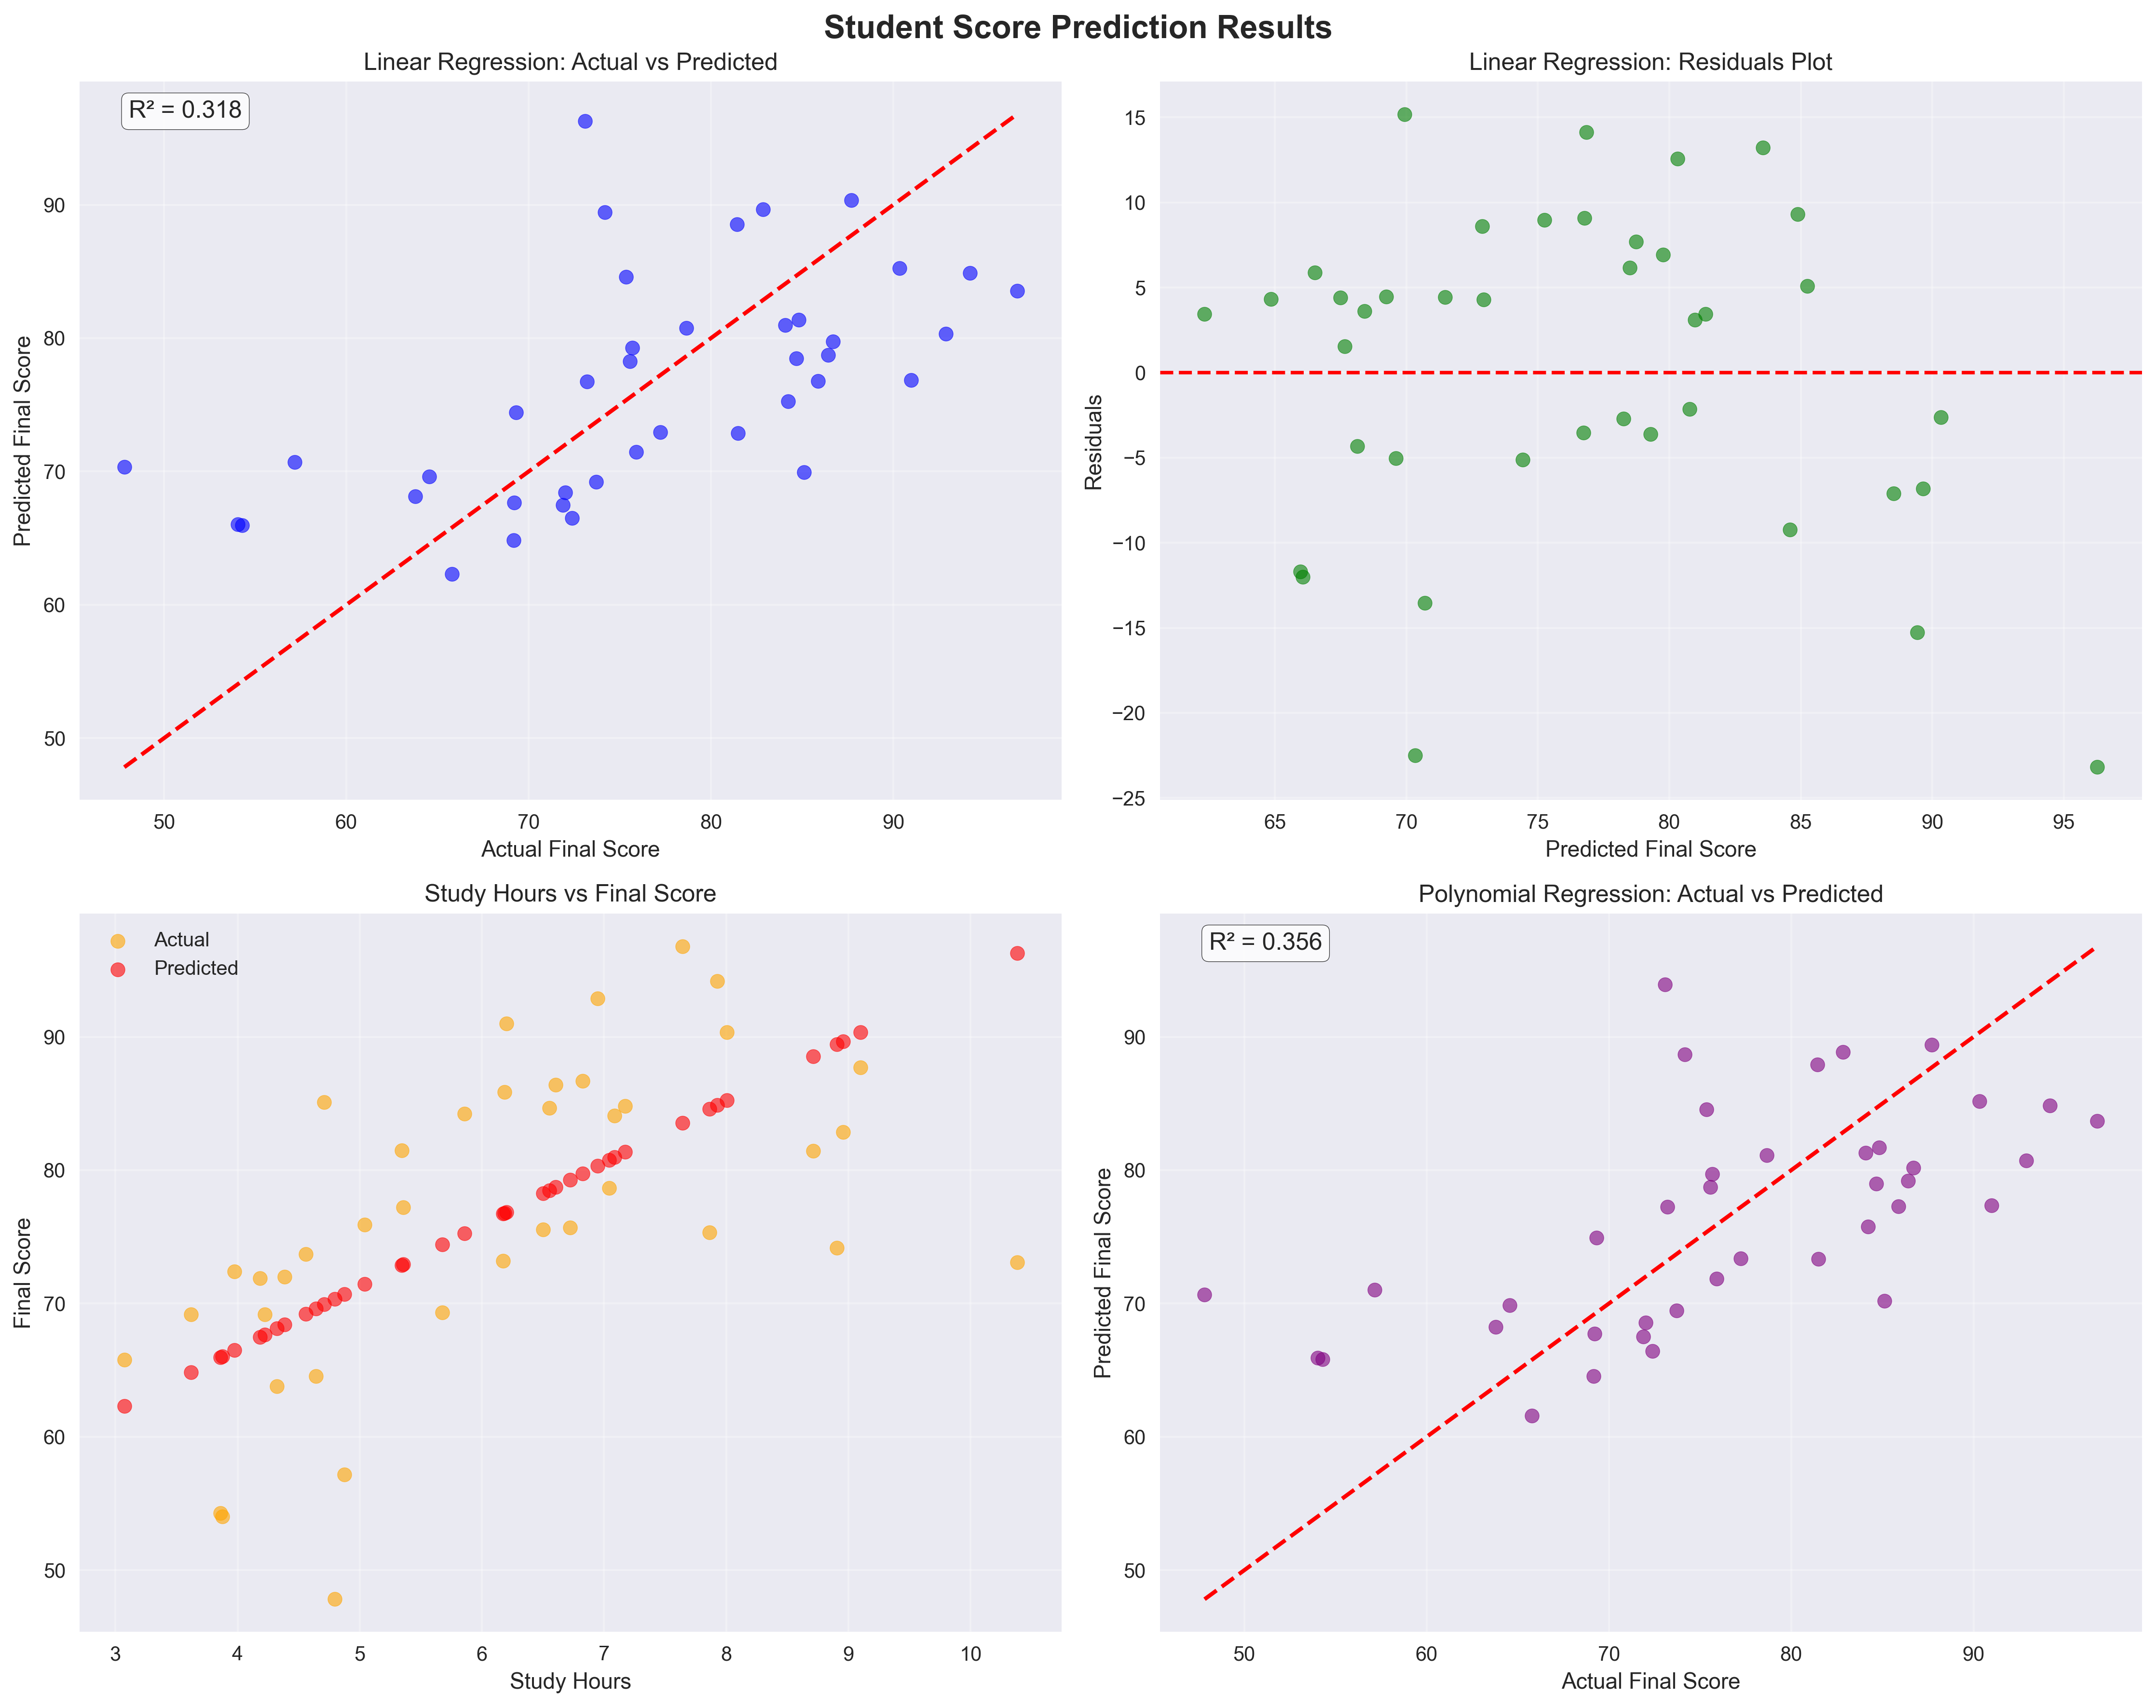 Student Score Prediction Results
Linear Regression: Actual vs Predicted
R² = 0.318
90
80
70
60
50
Predicted Final Score
50 60 70 80 90
Actual Final Score
Linear Regression: Residuals Plot
15
10
5
0
−5
−10
−15
−20
−25
Residuals
65 70 75 80 85 90 95
Predicted Final Score
Study Hours vs Final Score
Actual
Predicted
90
80
70
60
50
Final Score
3 4 5 6 7 8 9 10
Study Hours
Polynomial Regression: Actual vs Predicted
R² = 0.356
90
80
70
60
50
Predicted Final Score
50 60 70 80 90
Actual Final Score